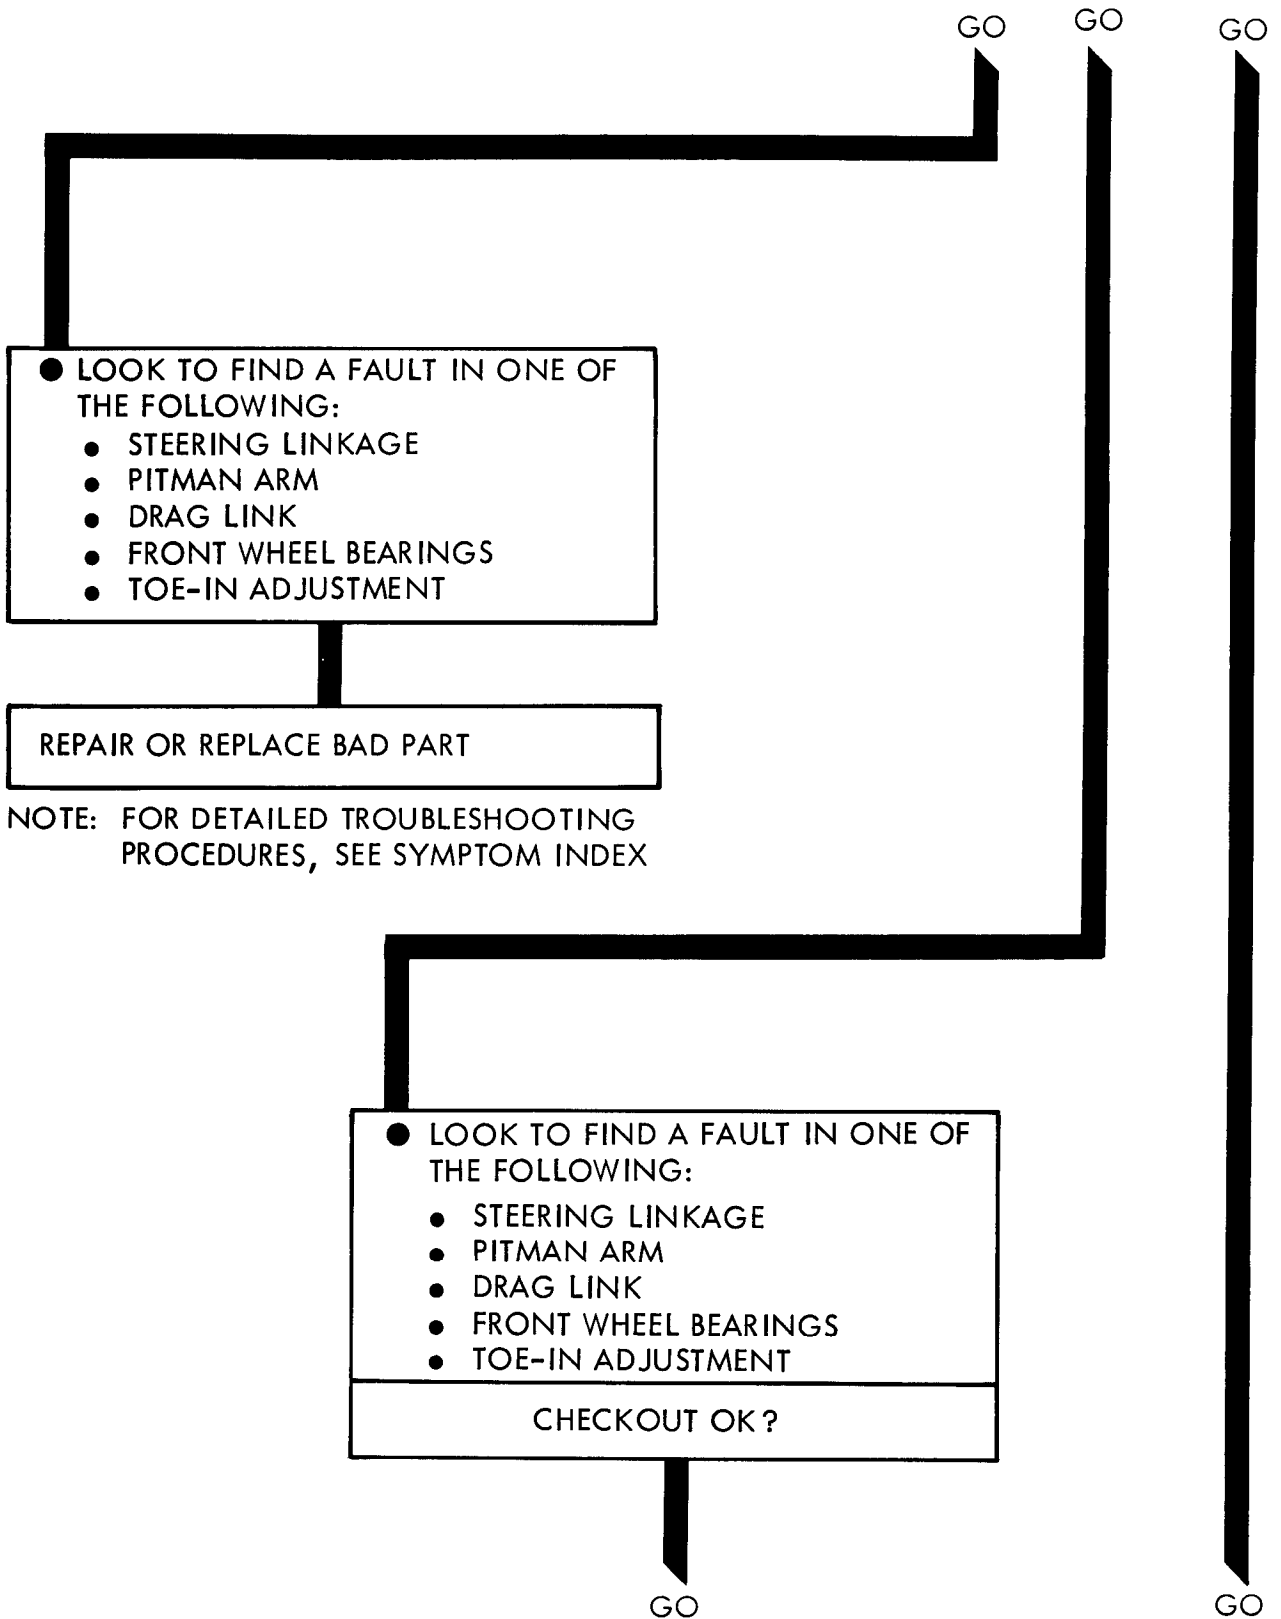 GO
GO
GO
● LOOK TO FIND A FAULT IN ONE OF
THE FOLLOWING:
● STEERING LINKAGE
● PITMAN ARM
● DRAG LINK
● FRONT WHEEL BEARINGS
● TOE-IN ADJUSTMENT
REPAIR OR REPLACE BAD PART
NOTE: FOR DETAILED TROUBLESHOOTING
PROCEDURES, SEE SYMPTOM INDEX
● LOOK TO FIND A FAULT IN ONE OF
THE FOLLOWING:
● STEERING LINKAGE
● PITMAN ARM
● DRAG LINK
● FRONT WHEEL BEARINGS
● TOE-IN ADJUSTMENT
CHECKOUT OK?
GO
GO